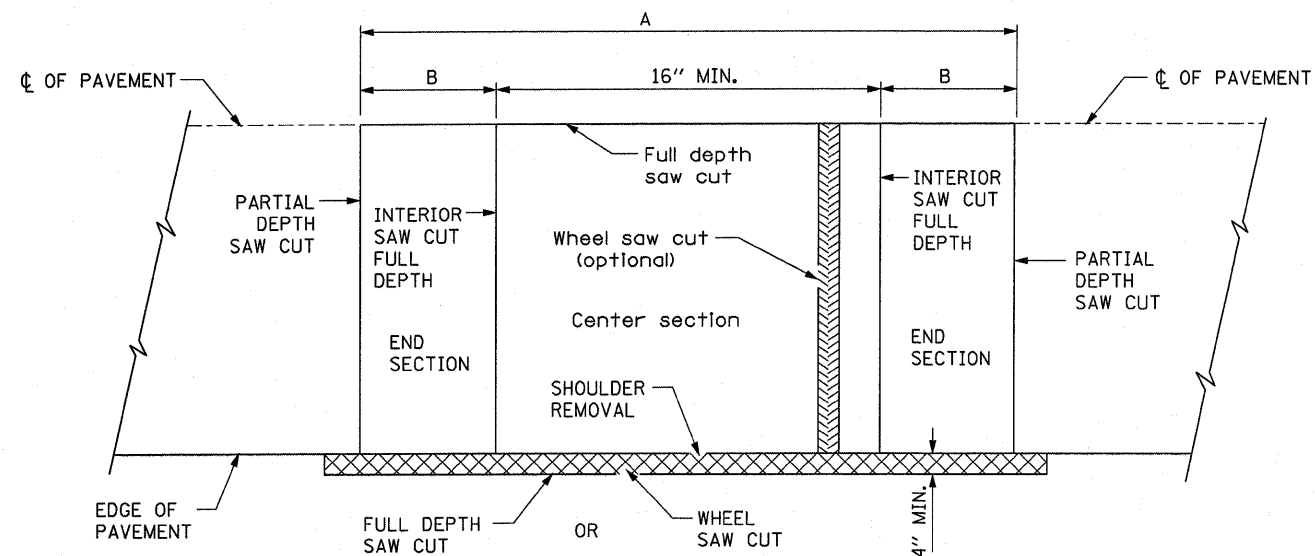 A
℄ OF PAVEMENT
B
16" MIN.
B
℄ OF PAVEMENT
Full depth
saw cut
PARTIAL
DEPTH
SAW CUT
INTERIOR
SAW CUT
FULL
DEPTH
Wheel saw cut
(optional)
INTERIOR
SAW CUT
FULL
DEPTH
PARTIAL
DEPTH
SAW CUT
Center section
END
SECTION
END
SECTION
SHOULDER
REMOVAL
EDGE OF
PAVEMENT
FULL DEPTH
SAW CUT
OR
WHEEL
SAW CUT
4" MIN.